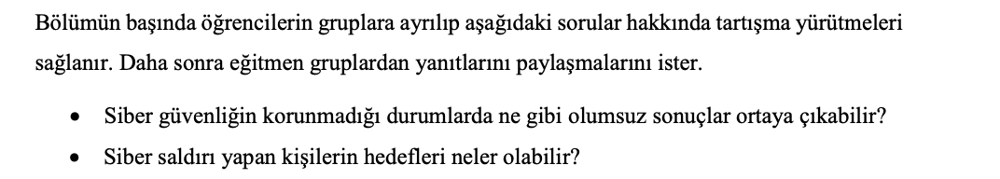 Bölümün başında öğrencilerin gruplara ayrılıp aşağıdaki sorular hakkında tartışma yürütmeleri
sağlanır. Daha sonra eğitmen gruplardan yanıtlarını paylaşmalarını ister.
• Siber güvenliğin korunmadığı durumlarda ne gibi olumsuz sonuçlar ortaya çıkabilir?
• Siber saldırı yapan kişilerin hedefleri neler olabilir?